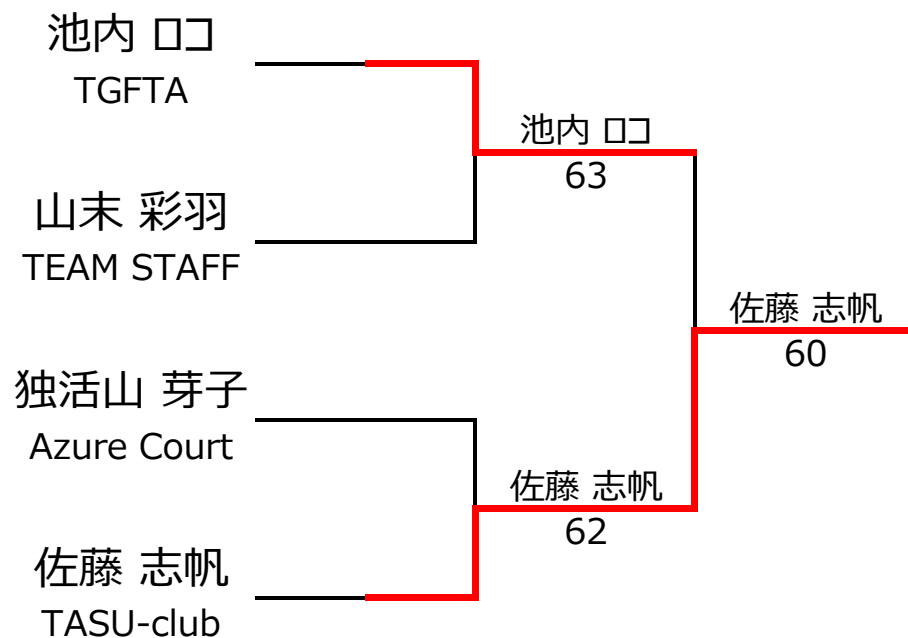 池内 ロコ
TGFTA
池内 ロコ
63
山末 彩羽
TEAM STAFF
佐藤 志帆
60
独活山 芽子
Azure Court
佐藤 志帆
62
佐藤 志帆
TASU-club